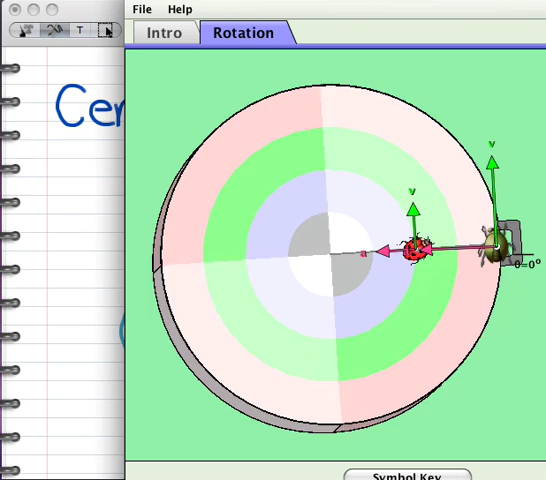 File Help
T
Intro Rotation
Cer
v
v
a
θ=0°
Symbol Key